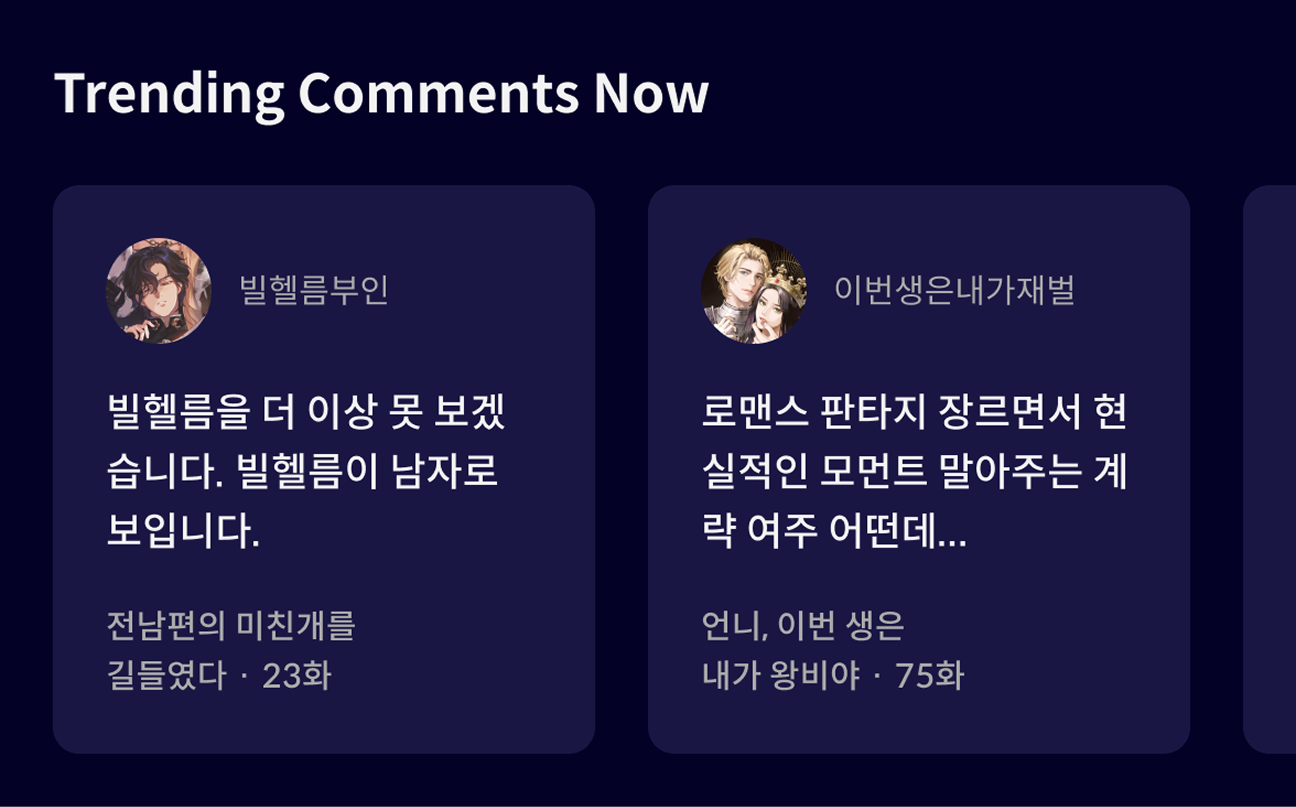 Trending Comments Now
빌헬름부인
빌헬름을 더 이상 못 보겠
습니다. 빌헬름이 남자로
보입니다.
전남편의 미친개를
길들였다 · 23화
이번생은내가재벌
로맨스 판타지 장르면서 현
실적인 모먼트 말아주는 계
략 여주 어떤데...
언니, 이번 생은
내가 왕비야 · 75화